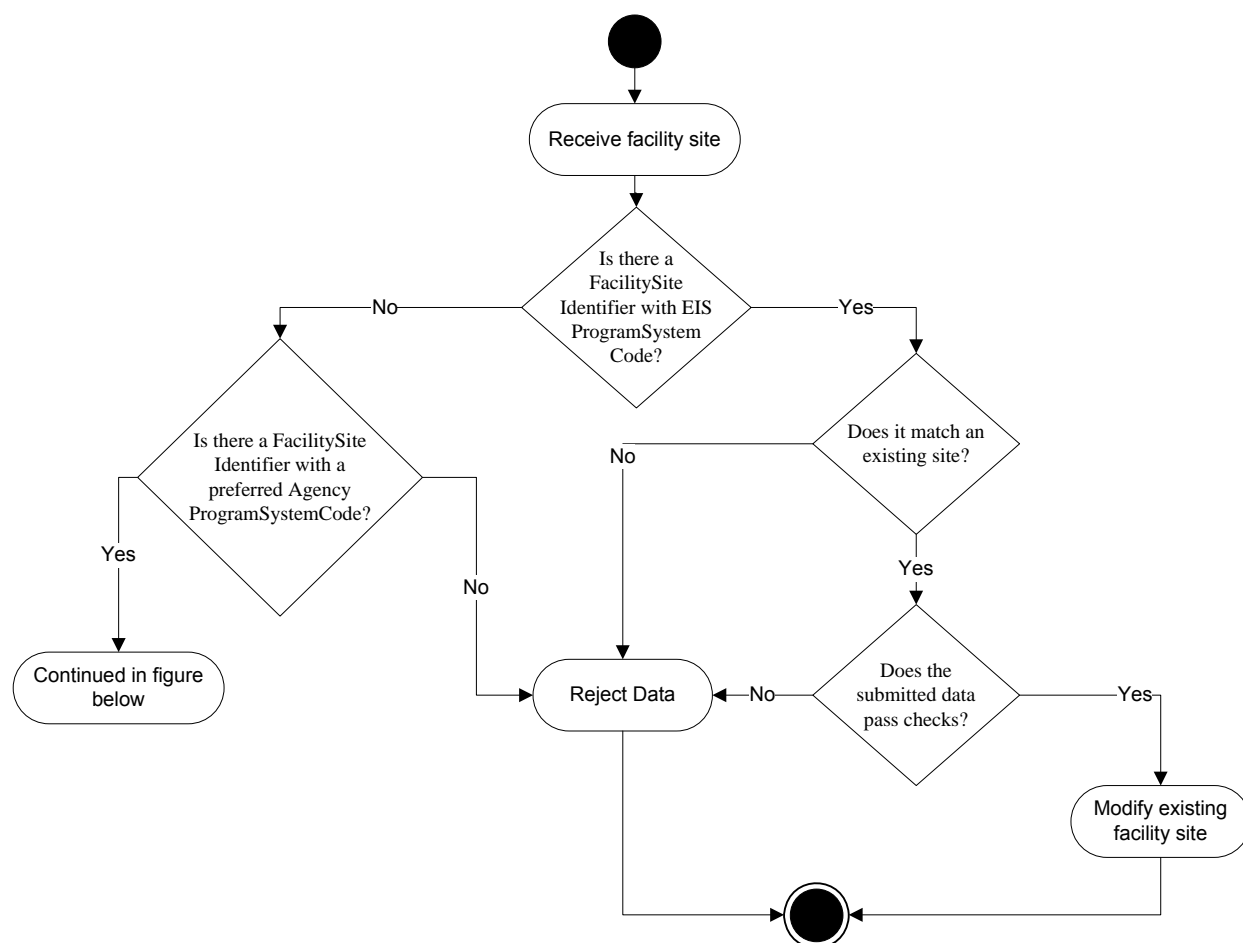 Receive facility site
Is there a
FacilitySite
Identifier with EIS
ProgramSystem
Code?
No
Yes
Is there a FacilitySite
Identifier with a
preferred Agency
ProgramSystemCode?
Does it match an
existing site?
No
Yes
No
Yes
Continued in figure
below
Reject Data
No
Does the
submitted data
pass checks?
Yes
Modify existing
facility site